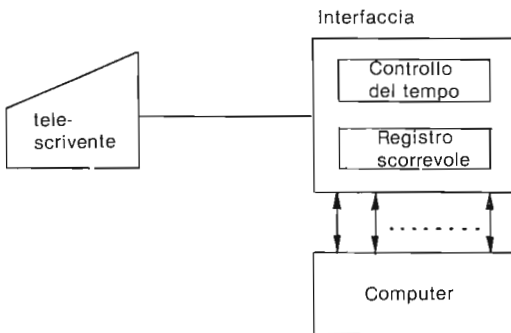 Interfaccia
Controllo
del tempo
tele-
scrivente
Registro
scorrevole
Computer